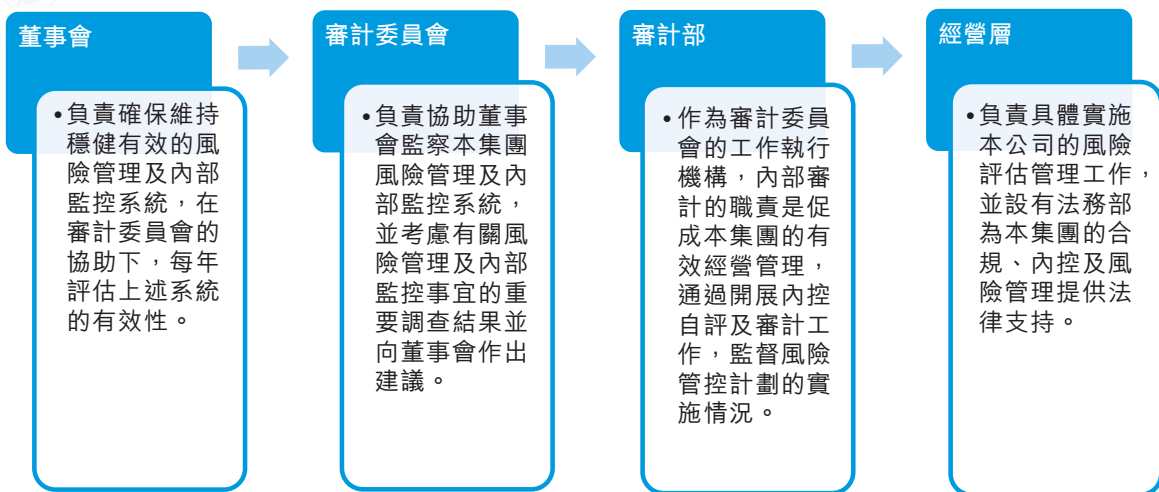 董事會
•負責確保維持
穩健有效的風
險管理及內部
監控系統，在
審計委員會的
協助下，每年
評估上述系統
的有效性。
審計委員會
•負責協助董事
會監察本集團
風險管理及內
部監控系統，
並考慮有關風
險管理及內部
監控事宜的重
要調查結果並
向董事會作出
建議。
審計部
•作為審計委員
會的工作執行
機構，內部審
計的職責是促
成本集團的有
效經營管理，
通過開展內控
自評及審計工
作，監督風險
管控計劃的實
施情況。
經營層
•負責具體實施
本公司的風險
評估管理工作，
並設有法務部
為本集團的合
規、內控及風
險管理提供法
律支持。